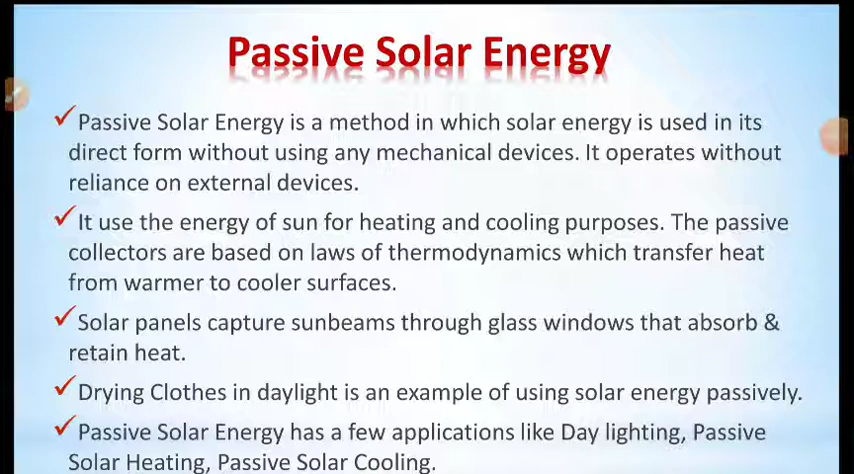 Passive Solar Energy
✓Passive Solar Energy is a method in which solar energy is used in its
direct form without using any mechanical devices. It operates without
reliance on external devices.
✓It use the energy of sun for heating and cooling purposes. The passive
collectors are based on laws of thermodynamics which transfer heat
from warmer to cooler surfaces.
✓Solar panels capture sunbeams through glass windows that absorb &
retain heat.
✓Drying Clothes in daylight is an example of using solar energy passively.
✓Passive Solar Energy has a few applications like Day lighting, Passive
Solar Heating, Passive Solar Cooling.